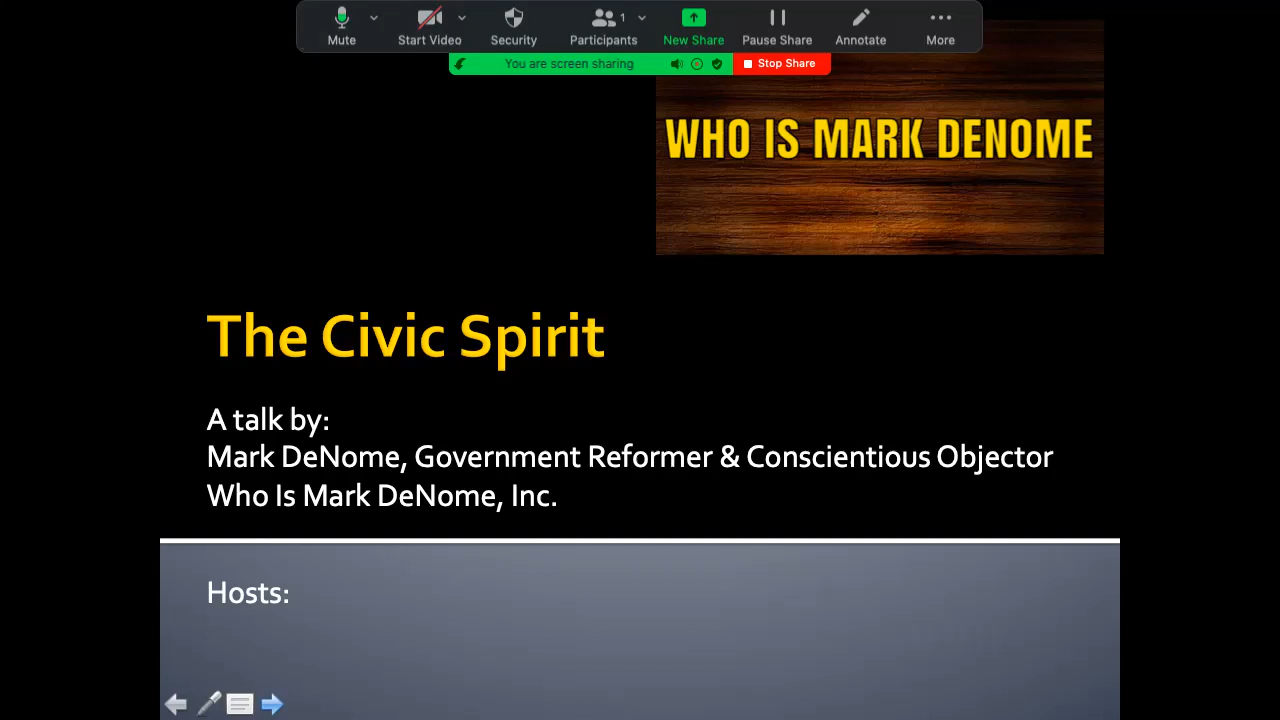 Mute
Start Video
Security
1
Participants
New Share
Pause Share
Annotate
More
You are screen sharing
Stop Share
WHO IS MARK DENOME
The Civic Spirit
A talk by:
Mark DeNome, Government Reformer & Conscientious Objector
Who Is Mark DeNome, Inc.
Hosts: